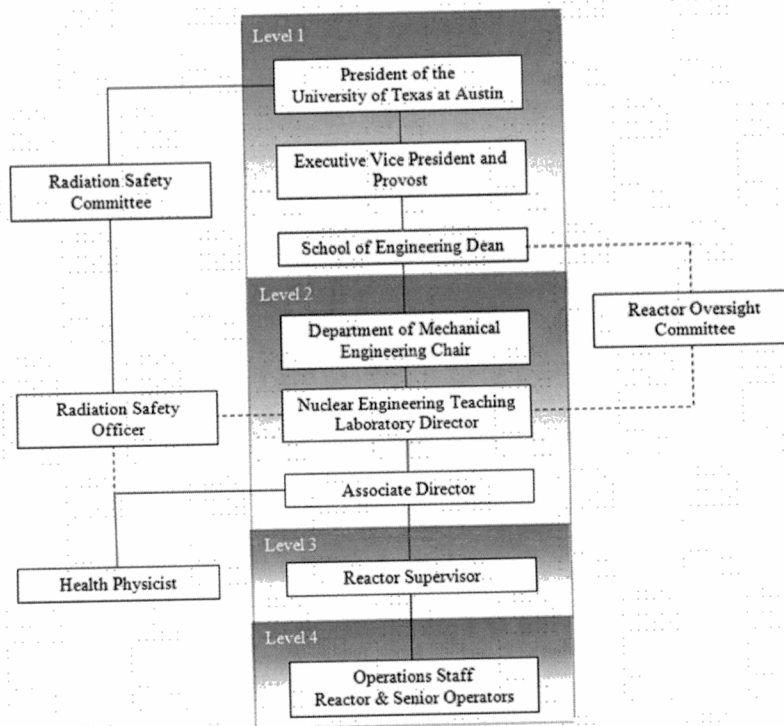 Level 1
President of the
University of Texas at Austin
Executive Vice President and
Provost
Radiation Safety
Committee
School of Engineering Dean
Level 2
Reactor Oversight
Committee
Department of Mechanical
Engineering Chair
Radiation Safety
Officer
Nuclear Engineering Teaching
Laboratory Director
Associate Director
Level 3
Health Physicist
Reactor Supervisor
Level 4
Operations Staff
Reactor & Senior Operators